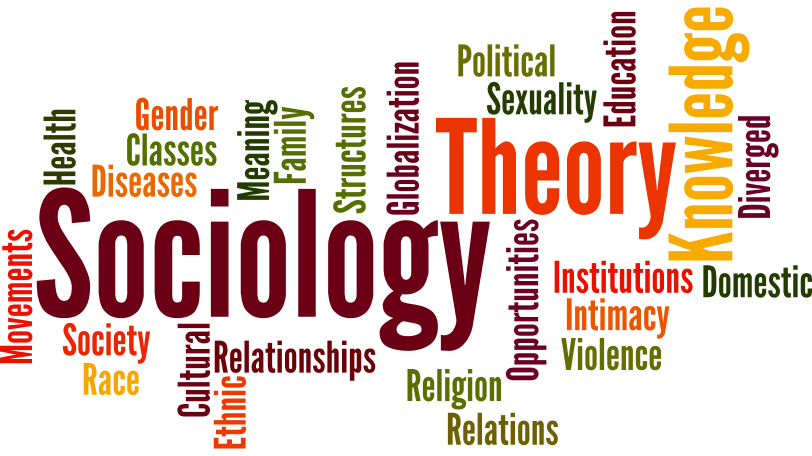 Political
Education
Knowledge
Sexuality
Gender
Health
Meaning
Family
Structures
Globalization
Theory
Diverged
Classes
Diseases
Sociology
Movements
Opportunities
Institutions
Domestic
Society
Cultural
Relationships
Intimacy
Violence
Race
Ethnic
Religion
Relations